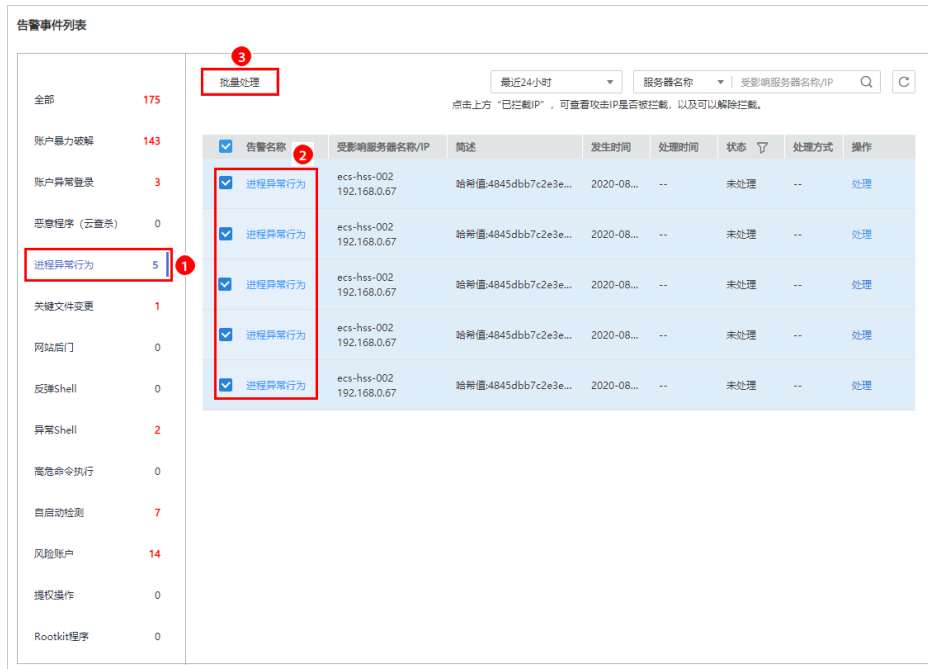 告警事件列表
3
批量处理
最近24小时
服务器名称
受影响服务器名称/IP
点击上方“已拦截IP”，可查看攻击IP是否被拦截，以及可以解除拦截。
全部 175
账户暴力破解 143
账户异常登录 3
恶意程序（云查杀） 0
进程异常行为 5
1
关键文件变更 1
网站后门 0
反弹Shell 0
异常Shell 2
高危命令执行 0
自启动检测 7
风险账户 14
提权操作 0
Rootkit程序 0
告警名称 2 受影响服务器名称/IP 简述 发生时间 处理时间 状态 处理方式 操作
进程异常行为 ecs-hss-002 192.168.0.67 哈希值:4845dbb7c2e3e... 2020-08... -- 未处理 -- 处理
进程异常行为 ecs-hss-002 192.168.0.67 哈希值:4845dbb7c2e3e... 2020-08... -- 未处理 -- 处理
进程异常行为 ecs-hss-002 192.168.0.67 哈希值:4845dbb7c2e3e... 2020-08... -- 未处理 -- 处理
进程异常行为 ecs-hss-002 192.168.0.67 哈希值:4845dbb7c2e3e... 2020-08... -- 未处理 -- 处理
进程异常行为 ecs-hss-002 192.168.0.67 哈希值:4845dbb7c2e3e... 2020-08... -- 未处理 -- 处理